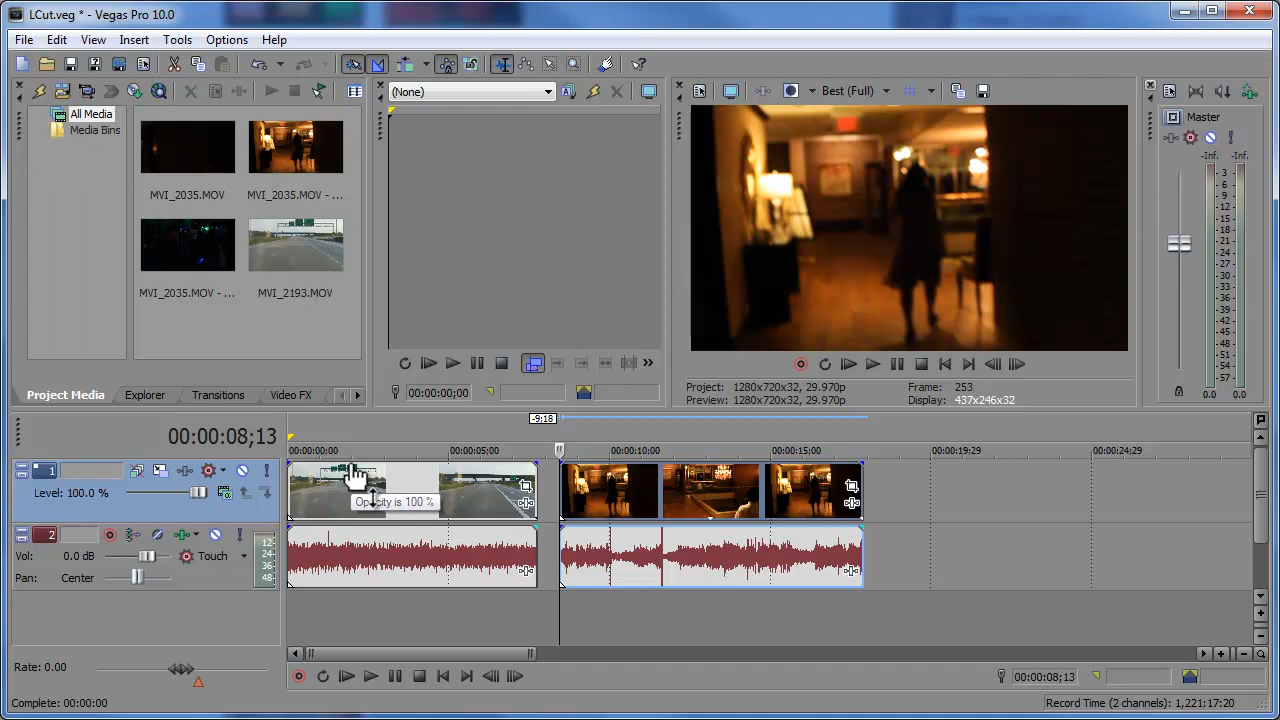 LCut.veg * - Vegas Pro 10.0
File Edit View Insert Tools Options Help
(None)
Best (Full)
All Media
Media Bins
Master
MVI_2035.MOV
MVI_2035.MOV - ...
MVI_2035.MOV - ...
MVI_2193.MOV
-Inf. -Inf.
3
6
9
12
15
18
21
24
27
30
33
36
39
42
45
48
51
54
57
0.0 0.0
00:00:00;00
Project: 1280x720x32, 29.970p
Frame: 253
Preview: 1280x720x32, 29.970p
Display: 437x246x32
Project Media Explorer Transitions Video FX
-9;18
00:00:08;13
00:00:00;00 00:00:05;00 00:00:10;00 00:00:15;00 00:00:19;29 00:00:24;29
1
Level: 100.0 %
Opacity is 100 %
2
Vol: 0.0 dB Touch
Pan: Center
12
24
36
48
Rate: 0.00
00:00:08;13
Complete: 00:00:00
Record Time (2 channels): 1,221:17:20